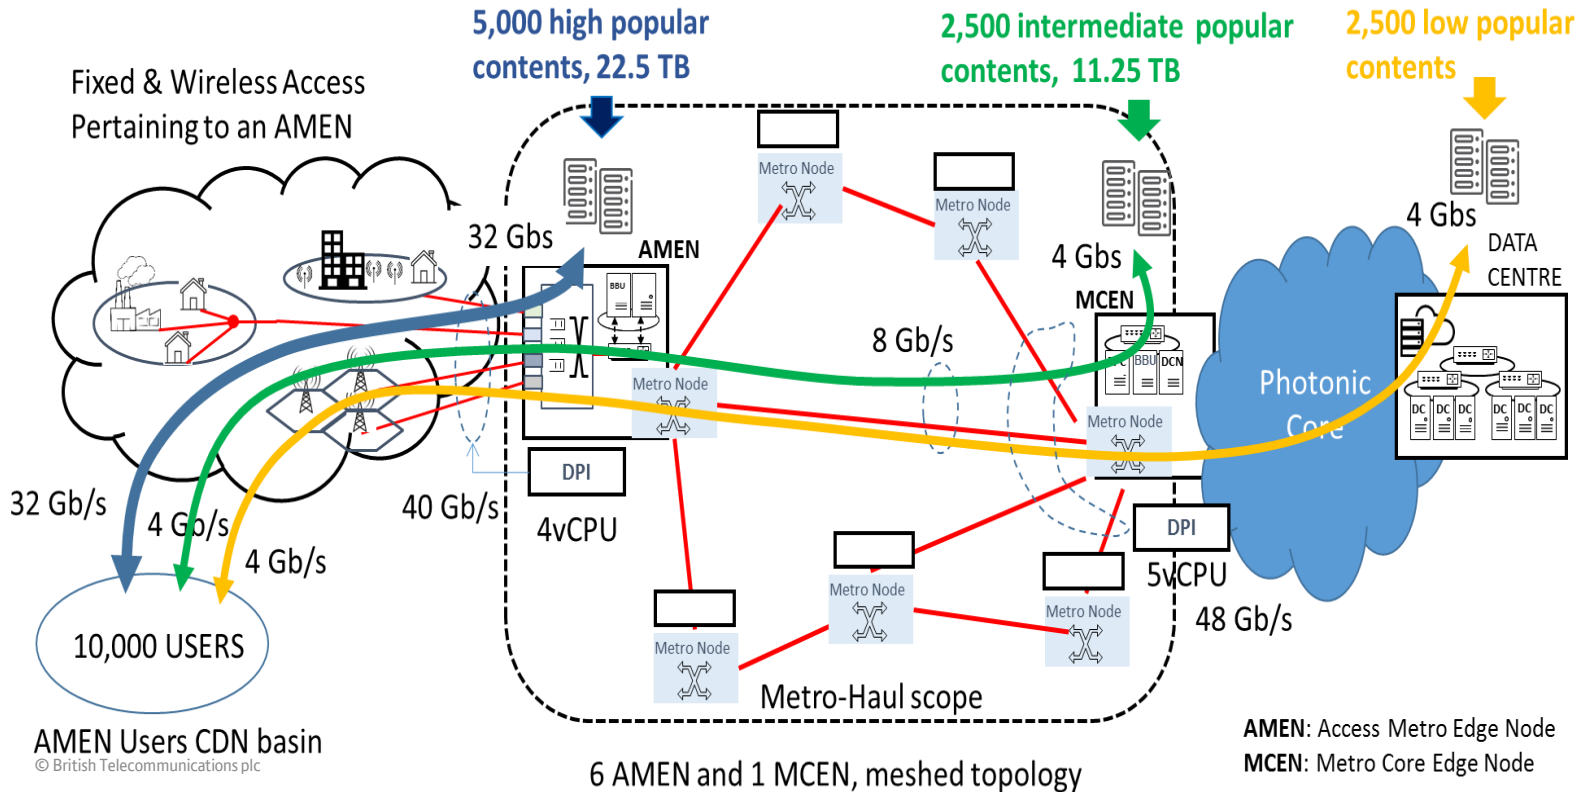 5,000 high popular
contents, 22.5 TB
2,500 intermediate popular
contents, 11.25 TB
2,500 low popular
contents
Fixed & Wireless Access
Pertaining to an AMEN
Metro Node
Metro Node
32 Gbs
AMEN
4 Gbs
4 Gbs
DATA
CENTRE
MCEN
BBU
8 Gb/s
BBU
DCN
Metro Node
Photonic
Core
DC
DC
DC
DC
DC
DC
Metro Node
DPI
4vCPU
40 Gb/s
32 Gb/s
4 Gb/s
4 Gb/s
DPI
5vCPU
48 Gb/s
Metro Node
Metro Node
Metro Node
10,000 USERS
Metro-Haul scope
AMEN Users CDN basin
© British Telecommunications plc
6 AMEN and 1 MCEN, meshed topology
AMEN: Access Metro Edge Node
MCEN: Metro Core Edge Node